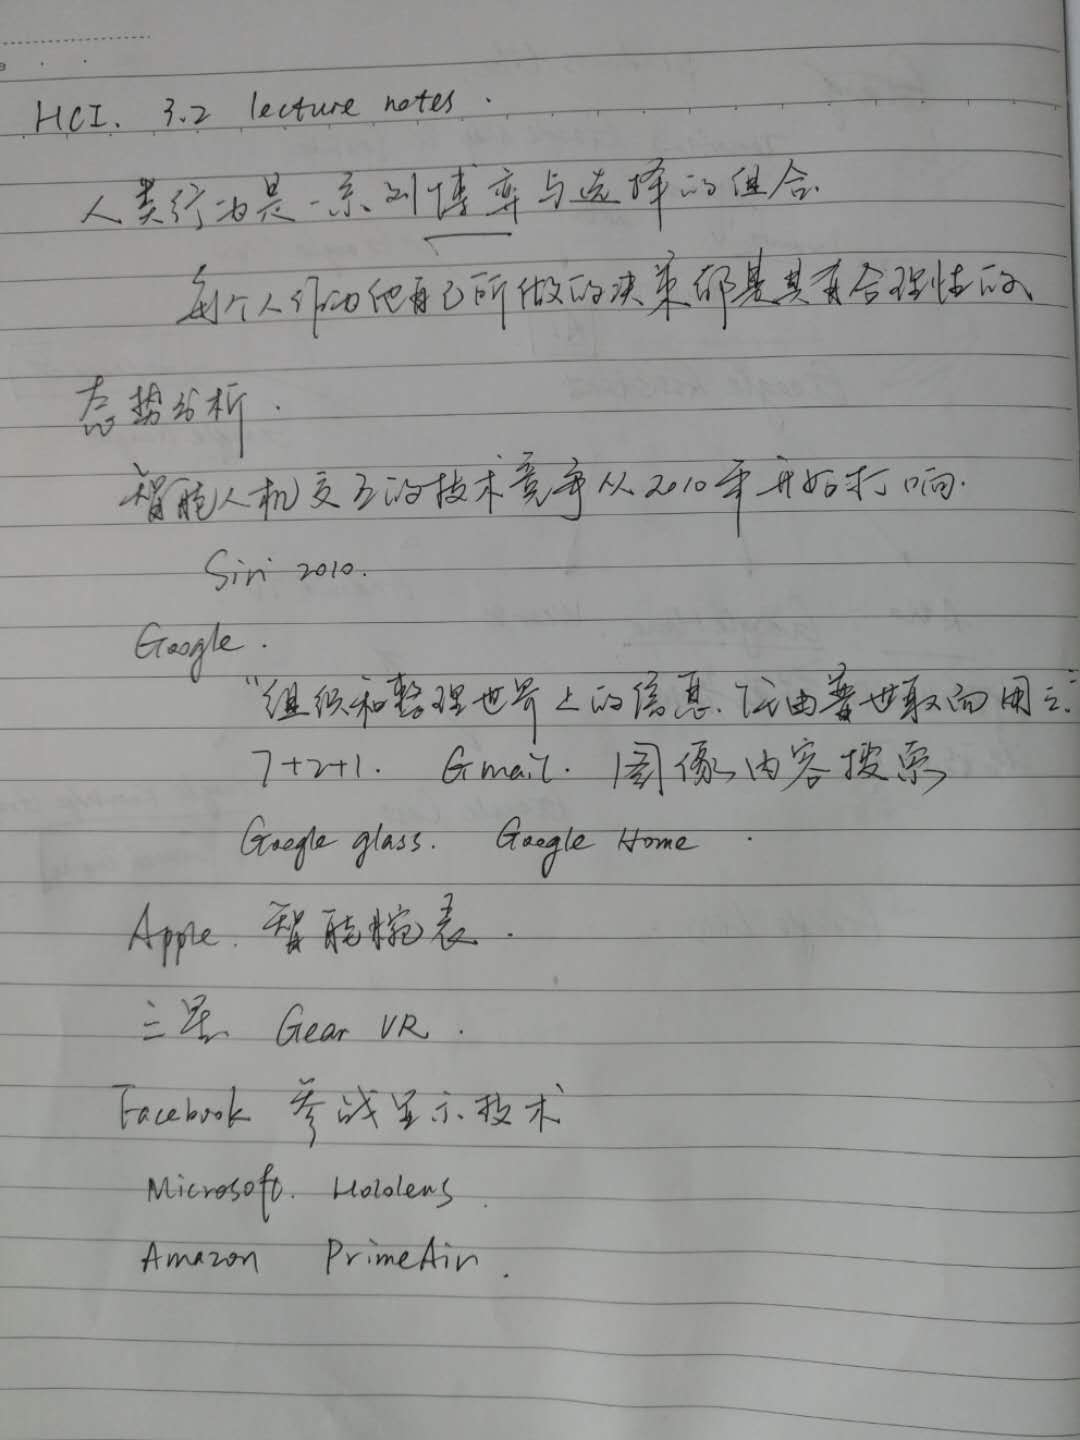 HCI. 3.2 lecture notes.
人类行为是一系列博弈与选择的组合.
每个人作为他自己所做的决策都是具有合理性的
态势分析.
智能人机交互的技术竞争从2010年开始打响.
Siri 2010.
Google.
"组织和整理世界上的信息.让由普世取而用之."
7+2+1. Gmail. 图像内容搜索
Google glass. Google Home.
Apple. 智能腕表.
三星 Gear VR.
Facebook 参战显示技术
Microsoft. Hololens.
Amazon PrimeAir.